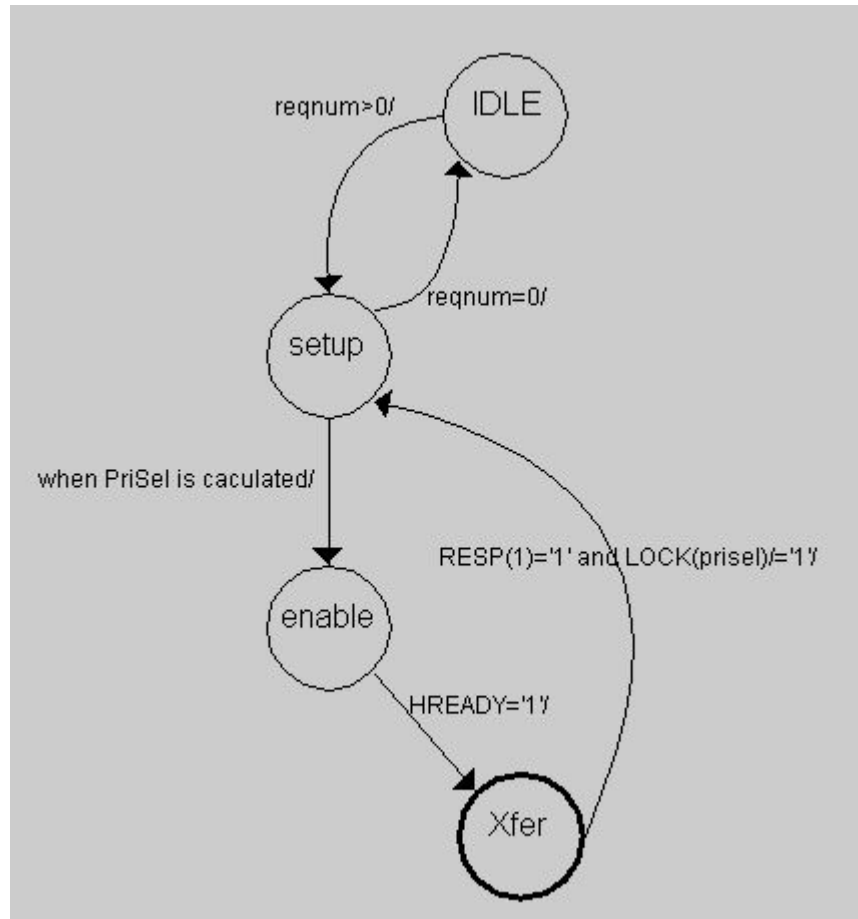 IDLE
reqnum>0/
reqnum=0/
setup
when PriSel is caculated/
RESP(1)='1' and LOCK(prisel)/='1'/
enable
HREADY='1'/
Xfer